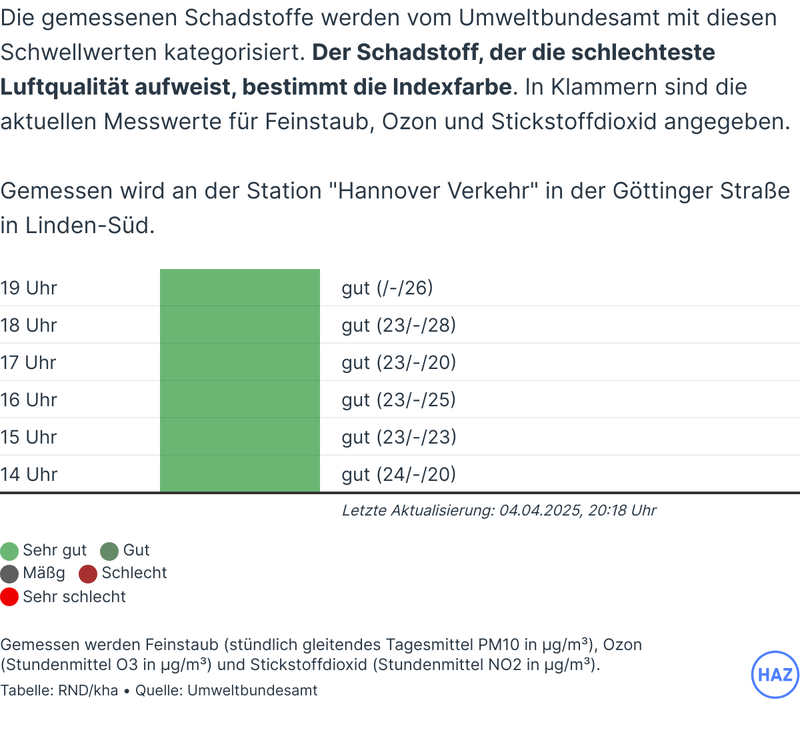 Die gemessenen Schadstoffe werden vom Umweltbundesamt mit diesen
Schwellwerten kategorisiert. Der Schadstoff, der die schlechteste
Luftqualität aufweist, bestimmt die Indexfarbe. In Klammern sind die
aktuellen Messwerte für Feinstaub, Ozon und Stickstoffdioxid angegeben.
Gemessen wird an der Station "Hannover Verkehr" in der Göttinger Straße
in Linden-Süd.
19 Uhr gut (/-/26)
18 Uhr gut (23/-/28)
17 Uhr gut (23/-/20)
16 Uhr gut (23/-/25)
15 Uhr gut (23/-/23)
14 Uhr gut (24/-/20)
Letzte Aktualisierung: 04.04.2025, 20:18 Uhr
Sehr gut Gut
Mäßg Schlecht
Sehr schlecht
Gemessen werden Feinstaub (stündlich gleitendes Tagesmittel PM10 in µg/m³), Ozon
(Stundenmittel O3 in µg/m³) und Stickstoffdioxid (Stundenmittel NO2 in µg/m³).
Tabelle: RND/kha • Quelle: Umweltbundesamt
HAZ